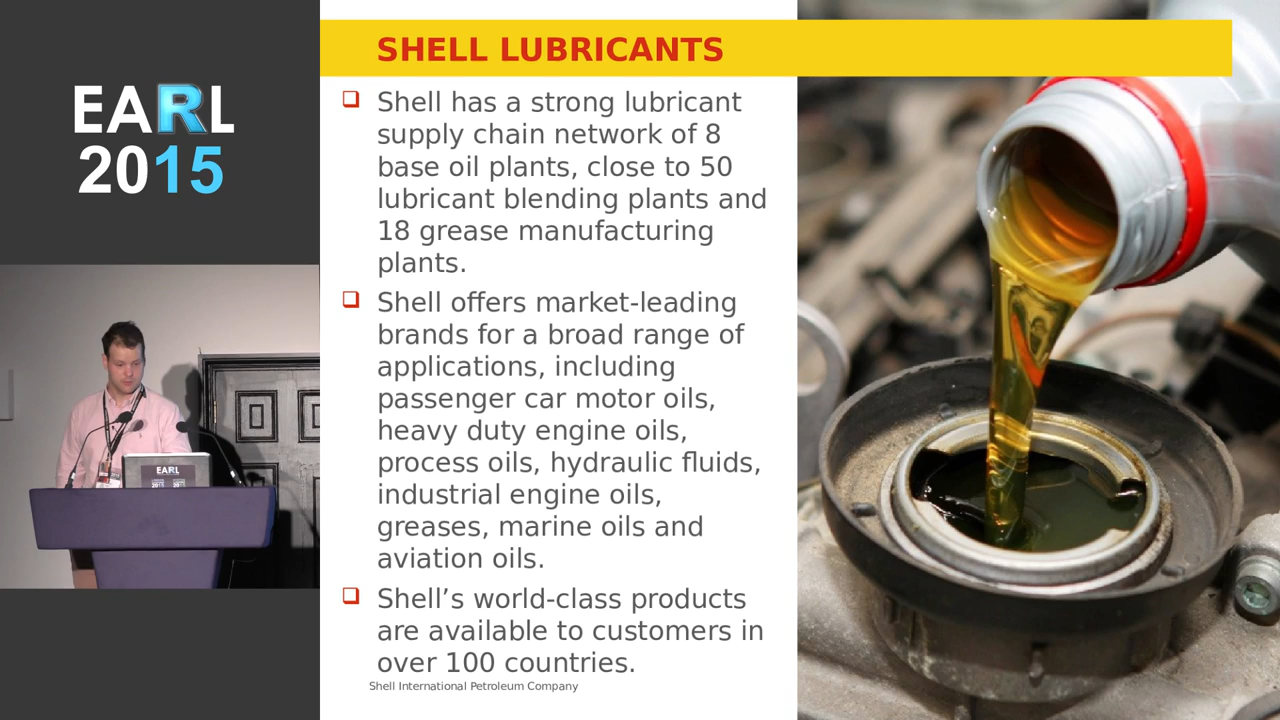 EARL
2015
SHELL LUBRICANTS
Shell has a strong lubricant
supply chain network of 8
base oil plants, close to 50
lubricant blending plants and
18 grease manufacturing
plants.
Shell offers market-leading
brands for a broad range of
applications, including
passenger car motor oils,
heavy duty engine oils,
process oils, hydraulic fluids,
industrial engine oils,
greases, marine oils and
aviation oils.
Shell’s world-class products
are available to customers in
over 100 countries.
Shell International Petroleum Company
EARL